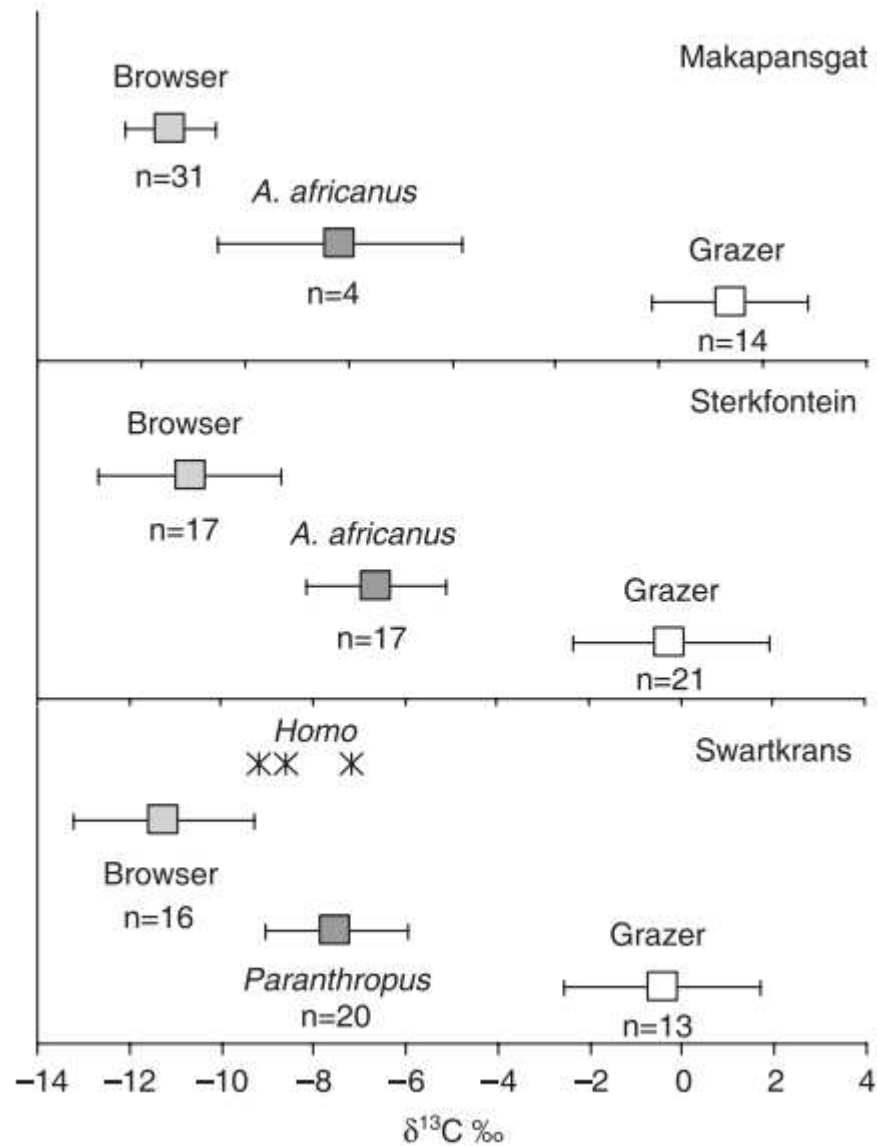 Makapansgat
Browser
n=31
A. africanus
n=4
Grazer
n=14
Sterkfontein
Browser
n=17
A. africanus
n=17
Grazer
n=21
Homo
Swartkrans
Browser
n=16
Paranthropus
n=20
Grazer
n=13
–14 –12 –10 –8 –6 –4 –2 0 2 4
δ¹³C ‰